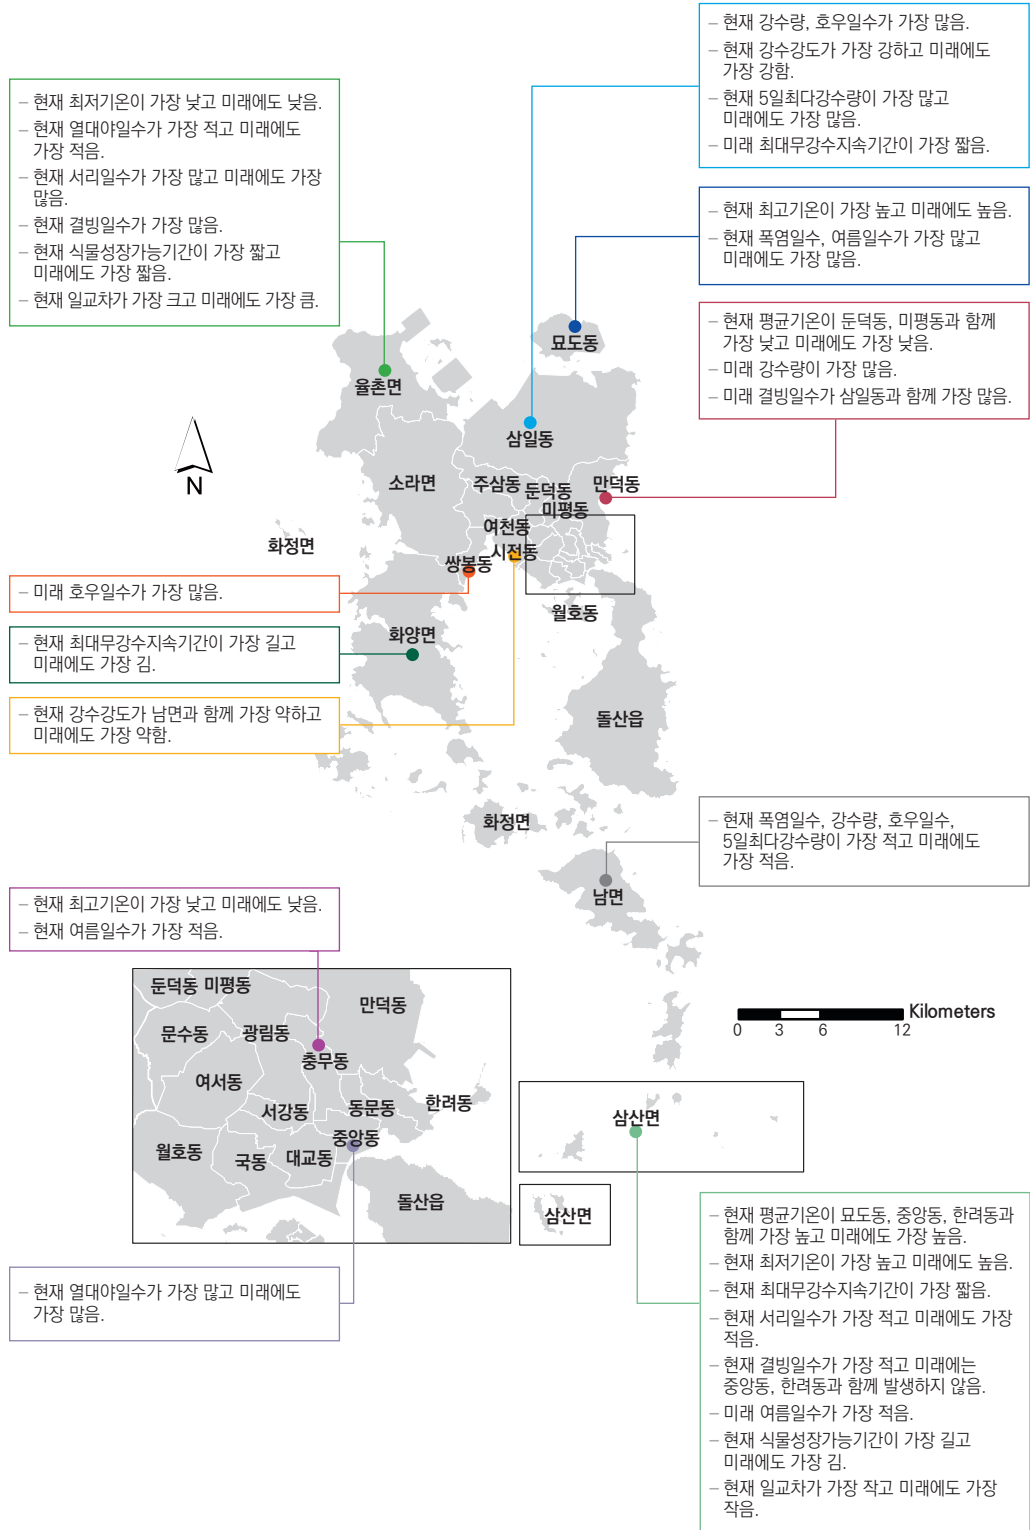 – 현재 강수량, 호우일수가 가장 많음.
– 현재 강수강도가 가장 강하고 미래에도
가장 강함.
– 현재 5일최다강수량이 가장 많고
미래에도 가장 많음.
– 미래 최대무강수지속기간이 가장 짧음.
– 현재 최저기온이 가장 낮고 미래에도 낮음.
– 현재 열대야일수가 가장 적고 미래에도
가장 적음.
– 현재 서리일수가 가장 많고 미래에도 가장
많음.
– 현재 결빙일수가 가장 많음.
– 현재 식물성장가능기간이 가장 짧고
미래에도 가장 짧음.
– 현재 일교차가 가장 크고 미래에도 가장 큼.
– 현재 최고기온이 가장 높고 미래에도 높음.
– 현재 폭염일수, 여름일수가 가장 많고
미래에도 가장 많음.
– 현재 평균기온이 둔덕동, 미평동과 함께
가장 낮고 미래에도 가장 낮음.
– 미래 강수량이 가장 많음.
– 미래 결빙일수가 삼일동과 함께 가장 많음.
묘도동
율촌면
삼일동
N
소라면
주삼동
둔덕동
만덕동
미평동
여천동
화정면
시전동
쌍봉동
월호동
화양면
돌산읍
화정면
남면
– 미래 호우일수가 가장 많음.
– 현재 최대무강수지속기간이 가장 길고
미래에도 가장 김.
– 현재 강수강도가 남면과 함께 가장 약하고
미래에도 가장 약함.
– 현재 폭염일수, 강수량, 호우일수,
5일최다강수량이 가장 적고 미래에도
가장 적음.
– 현재 최고기온이 가장 낮고 미래에도 낮음.
– 현재 여름일수가 가장 적음.
둔덕동 미평동
만덕동
문수동
광림동
충무동
여서동
서강동
동문동
한려동
월호동
국동
대교동
중앙동
돌산읍
Kilometers
0 3 6 12
삼산면
삼산면
– 현재 열대야일수가 가장 많고 미래에도
가장 많음.
– 현재 평균기온이 묘도동, 중앙동, 한려동과
함께 가장 높고 미래에도 가장 높음.
– 현재 최저기온이 가장 높고 미래에도 높음.
– 현재 최대무강수지속기간이 가장 짧음.
– 현재 서리일수가 가장 적고 미래에도 가장
적음.
– 현재 결빙일수가 가장 적고 미래에는
중앙동, 한려동과 함께 발생하지 않음.
– 미래 여름일수가 가장 적음.
– 현재 식물성장가능기간이 가장 길고
미래에도 가장 김.
– 현재 일교차가 가장 작고 미래에도 가장
작음.